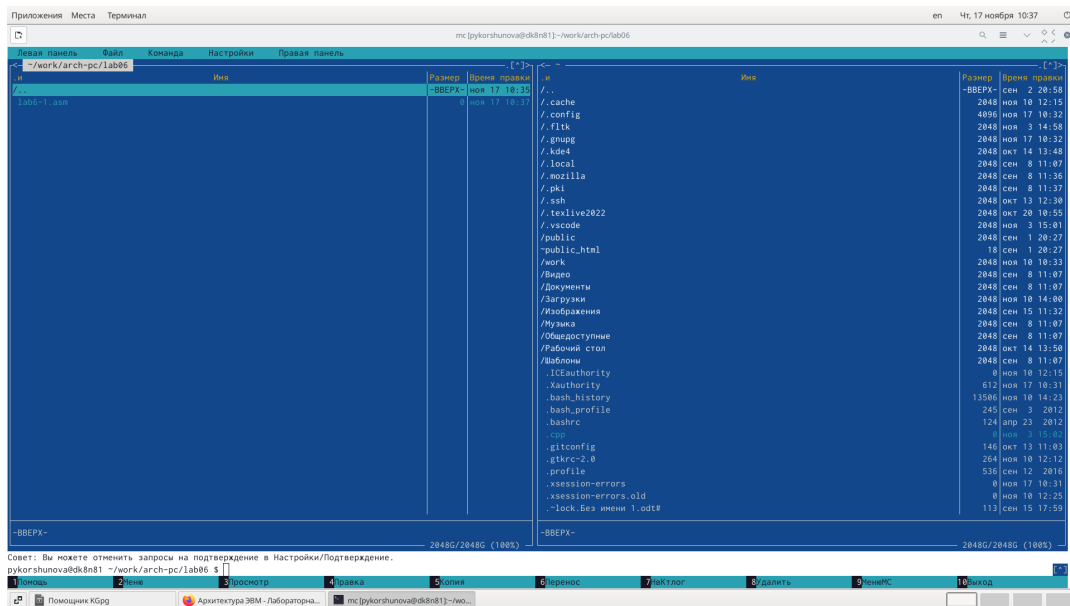 Приложения Места Терминал en Чт, 17 ноября 10:37
mc [pykorshunova@dk8n81]:~/work/arch-pc/lab06
Левая панель Файл Команда Настройки Правая панель
<- ~/work/arch-pc/lab06 .[^]>
.и Имя Размер Время правки
/.. -ВВЕРХ- ноя 17 10:35
lab6-1.asm 0 ноя 17 10:37
-ВВЕРХ-
2048G/2048G (100%)
<- ~ .[^]>
.и Имя Размер Время правки
/.. -ВВЕРХ- сен 2 20:58
/.cache 2048 ноя 10 12:15
/.config 4096 ноя 17 10:32
/.fltk 2048 ноя 3 14:58
/.gnupg 2048 ноя 17 10:32
/.kde4 2048 окт 14 13:48
/.local 2048 сен 8 11:07
/.mozilla 2048 сен 8 11:36
/.pki 2048 сен 8 11:37
/.ssh 2048 окт 13 12:30
/.texlive2022 2048 окт 20 10:55
/.vscode 2048 ноя 3 15:01
/public 2048 сен 1 20:27
~public_html 18 сен 1 20:27
/work 2048 ноя 10 10:33
/Видео 2048 сен 8 11:07
/Документы 2048 сен 8 11:07
/Загрузки 2048 ноя 10 14:00
/Изображения 2048 сен 15 11:32
/Музыка 2048 сен 8 11:07
/Общедоступные 2048 сен 8 11:07
/Рабочий стол 2048 окт 14 13:50
/Шаблоны 2048 сен 8 11:07
.ICEauthority 0 ноя 10 12:15
.Xauthority 612 ноя 17 10:31
.bash_history 13506 ноя 10 14:23
.bash_profile 245 сен 3 2012
.bashrc 124 апр 23 2012
.cpp 0 ноя 3 15:02
.gitconfig 146 окт 13 11:03
.gtkrc-2.0 264 ноя 10 12:12
.profile 536 сен 12 2016
.xsession-errors 0 ноя 17 10:31
.xsession-errors.old 0 ноя 10 12:25
.~lock.Без имени 1.odt# 113 сен 15 17:59
-ВВЕРХ-
2048G/2048G (100%)
Совет: Вы можете отменить запросы на подтверждение в Настройки/Подтверждение.
pykorshunova@dk8n81 ~/work/arch-pc/lab06 $ [^]
1Помощь 2Меню 3Просмотр 4Правка 5Копия 6Перенос 7НвКтлог 8Удалить 9МенюМС 10Выход
Помощник KGpg Архитектура ЭВМ - Лабораторна... mc [pykorshunova@dk8n81]:~/wo...